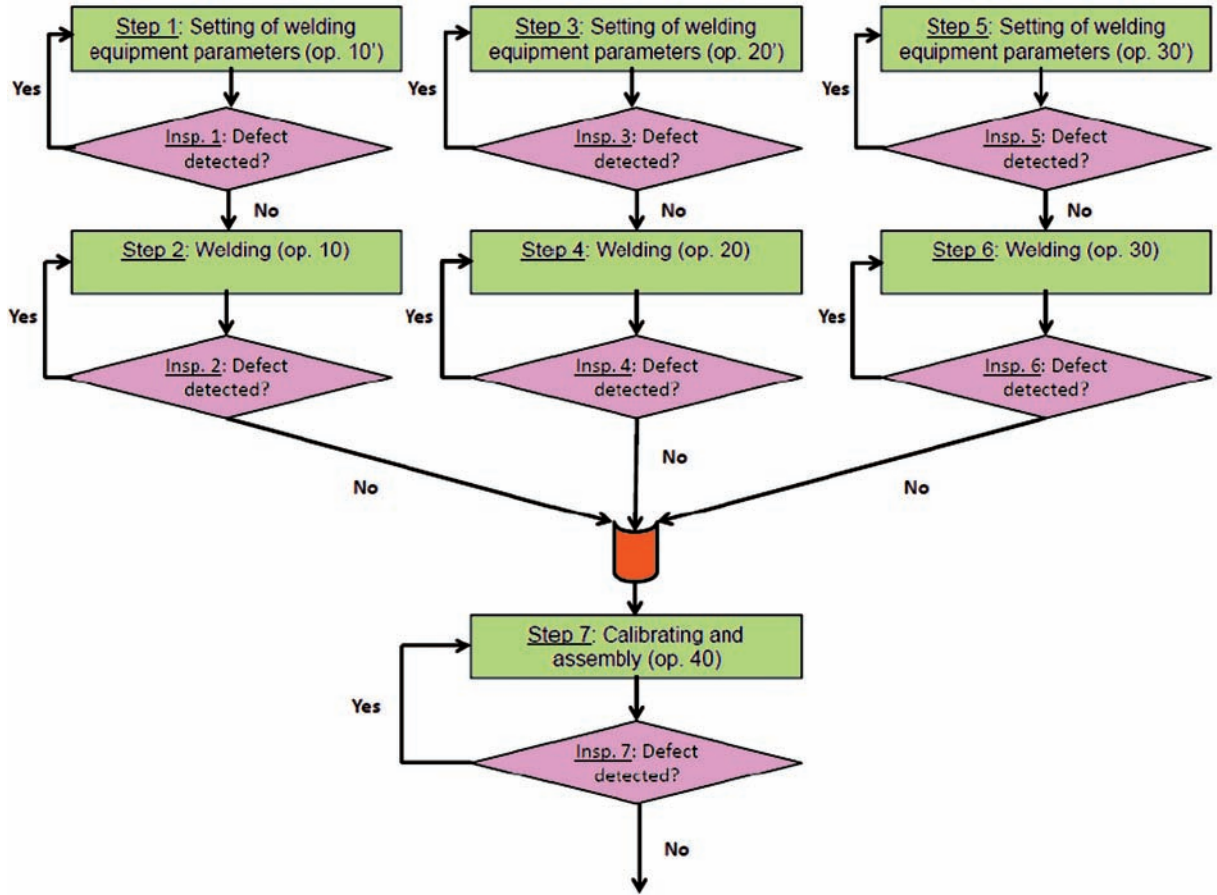 Step 1: Setting of welding
equipment parameters (op. 10')
Yes
Insp. 1: Defect
detected?
No
Step 2: Welding (op. 10)
Yes
Insp. 2: Defect
detected?
No
Step 3: Setting of welding
equipment parameters (op. 20')
Yes
Insp. 3: Defect
detected?
No
Step 4: Welding (op. 20)
Yes
Insp. 4: Defect
detected?
No
Step 5: Setting of welding
equipment parameters (op. 30')
Yes
Insp. 5: Defect
detected?
No
Step 6: Welding (op. 30)
Yes
Insp. 6: Defect
detected?
No
Step 7: Calibrating and
assembly (op. 40)
Yes
Insp. 7: Defect
detected?
No